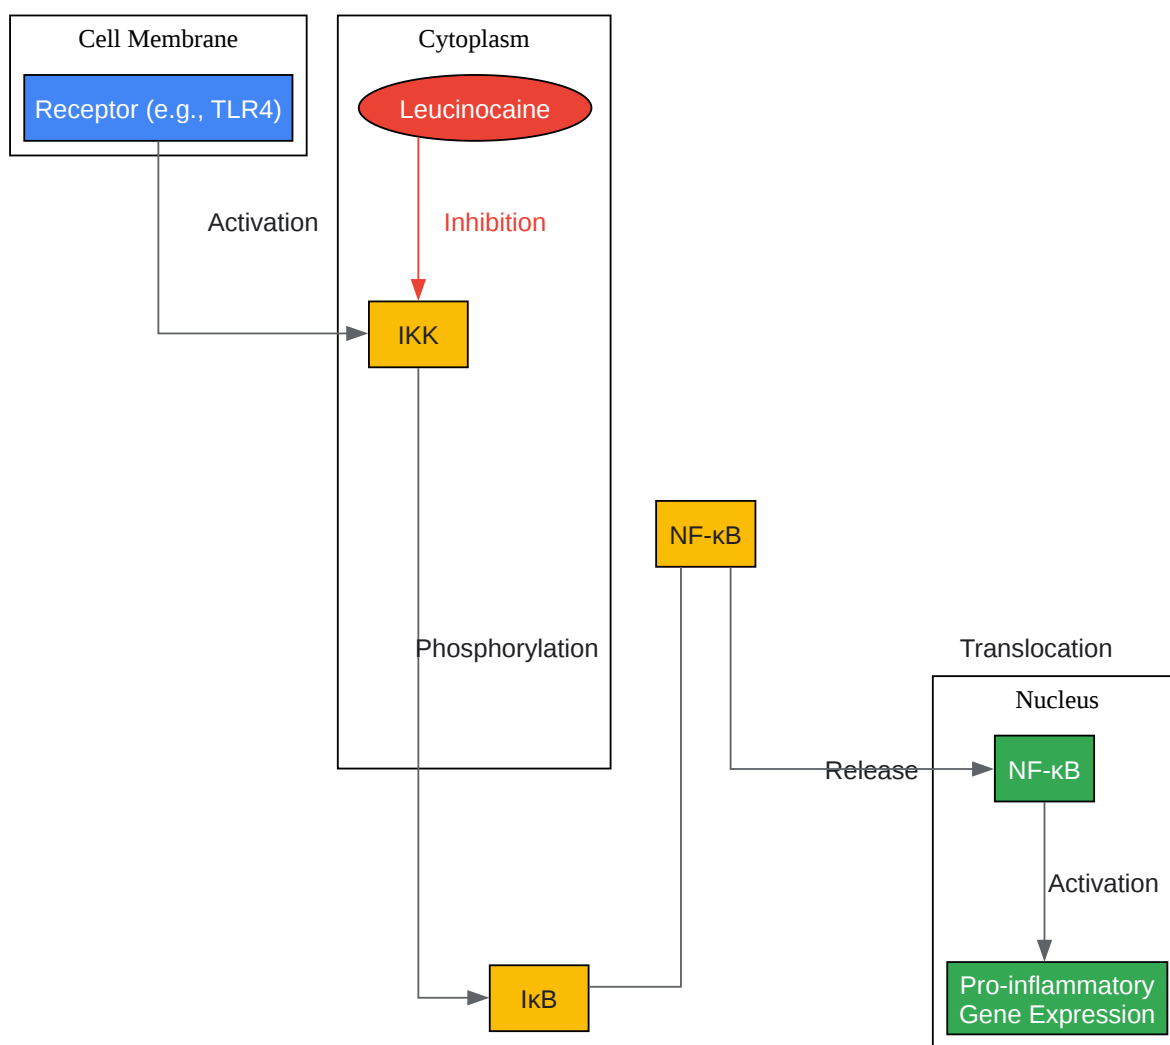 Cell Membrane
Cytoplasm
Receptor (e.g., TLR4)
Leucinocaine
Activation
Inhibition
IKK
NF-κB
Phosphorylation
Translocation
Nucleus
Release
NF-κB
Activation
IκB
Pro-inflammatory
Gene Expression